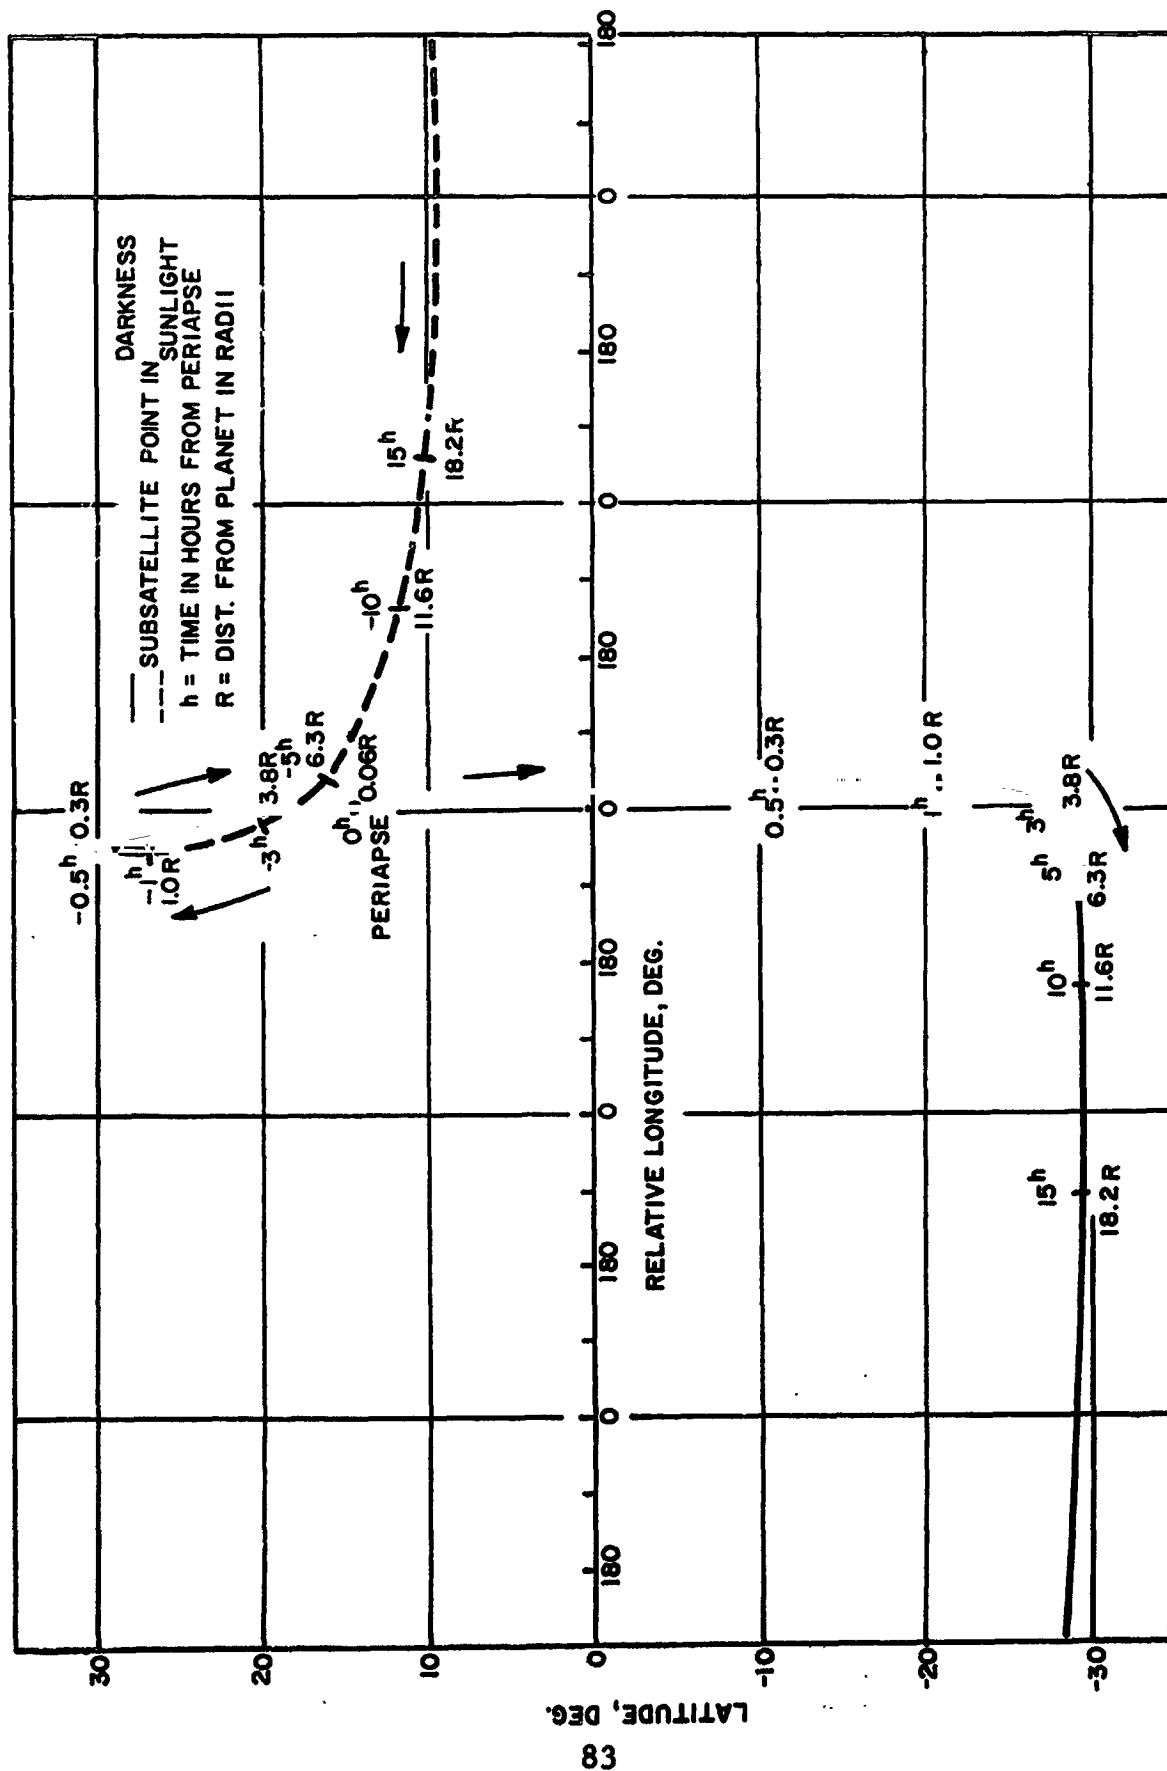 DARKNESS
SUBSATELLITE POINT IN
SUNLIGHT
h = TIME IN HOURS FROM PERIAPSE
R = DIST. FROM PLANET IN RADII
-0.5h 0.3R
-1h
1.0R
-3h 3.8R
-5h
6.3R
0h 0.06R
PERIAPSE
-10h
11.6R
15h
18.2R
30
20
10
0
-10
-20
-30
LATITUDE, DEG.
180 0 180 0 180 0 180 0 180 0 180
RELATIVE LONGITUDE, DEG.
0.5h 0.3R
1h 1.0R
3h 3.8R
5h
6.3R
10h
11.6R
15h
18.2R
83